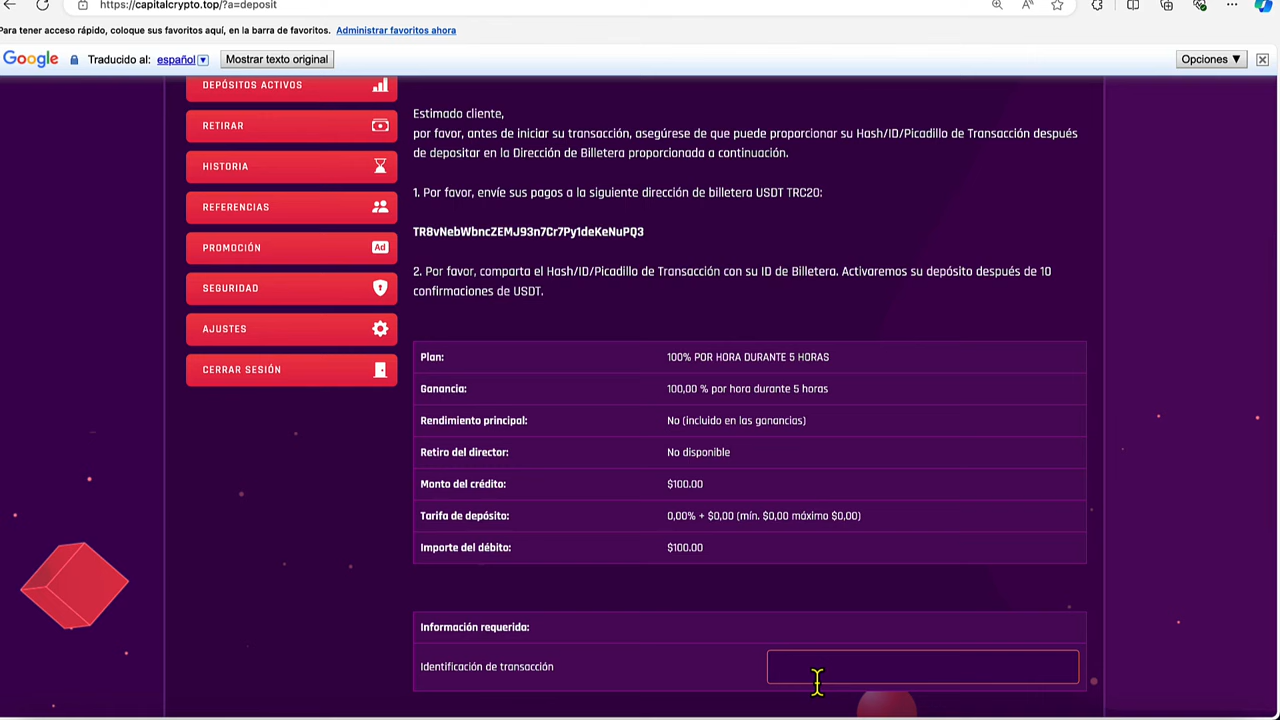 https://capitalcrypto.top/?a=deposit
Para tener acceso rápido, coloque sus favoritos aquí, en la barra de favoritos. Administrar favoritos ahora
Google Traducido al: español Mostrar texto original Opciones ▼
DEPÓSITOS ACTIVOS
RETIRAR
HISTORIA
REFERENCIAS
PROMOCIÓN Ad
SEGURIDAD
AJUSTES
CERRAR SESIÓN
Estimado cliente,
por favor, antes de iniciar su transacción, asegúrese de que puede proporcionar su Hash/ID/Picadillo de Transacción después
de depositar en la Dirección de Billetera proporcionada a continuación.
1. Por favor, envíe sus pagos a la siguiente dirección de billetera USDT TRC20:
TR8vNebWbncZEMJ93n7Cr7Py1deKeNuPQ3
2. Por favor, comparta el Hash/ID/Picadillo de Transacción con su ID de Billetera. Activaremos su depósito después de 10
confirmaciones de USDT.
Plan: 100% POR HORA DURANTE 5 HORAS
Ganancia: 100,00 % por hora durante 5 horas
Rendimiento principal: No (incluido en las ganancias)
Retiro del director: No disponible
Monto del crédito: $100.00
Tarifa de depósito: 0,00% + $0,00 (mín. $0,00 máximo $0,00)
Importe del débito: $100.00
Información requerida:
Identificación de transacción